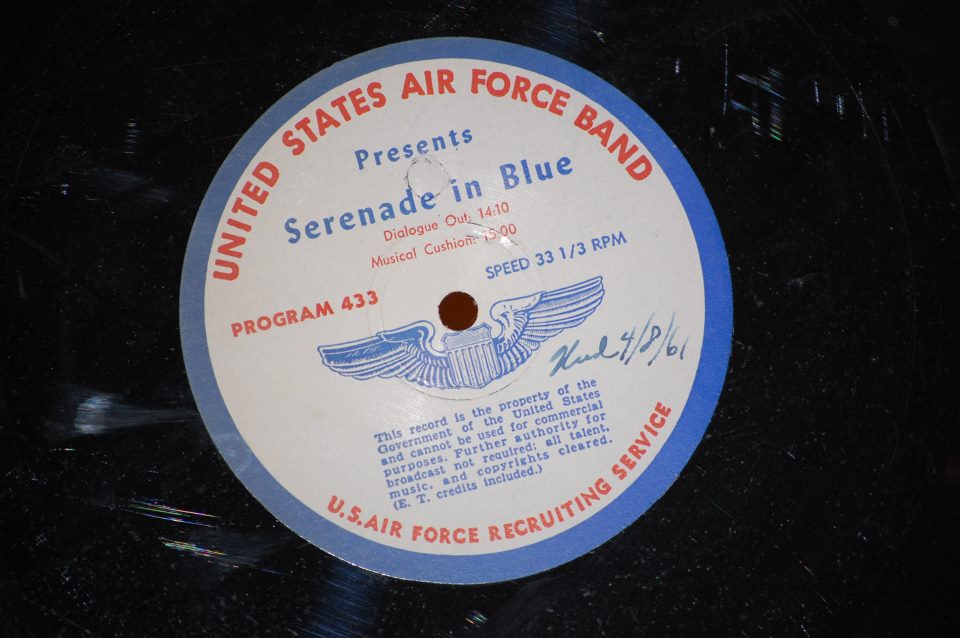 UNITED STATES AIR FORCE BAND
Presents
Serenade in Blue
Dialogue Out: 14:10
Musical Cushion: 15:00
SPEED 33 1/3 RPM
PROGRAM 433
4/8/61
This record is the property of the
Government of the United States
and cannot be used for commercial
purposes. Further authority for
broadcast not required; all talent,
music, and copyrights cleared.
(E. T. credits included.)
U.S. AIR FORCE RECRUITING SERVICE